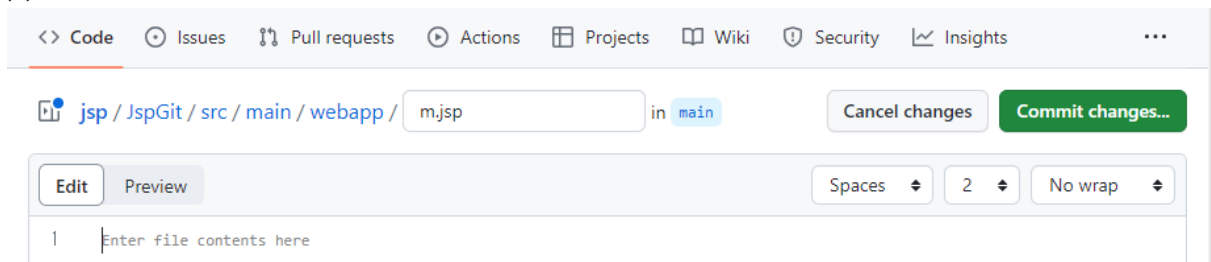 <> Code Issues Pull requests Actions Projects Wiki Security Insights ...
jsp / JspGit / src / main / webapp / m.jsp in main Cancel changes Commit changes...
Edit Preview Spaces 2 No wrap
1 Enter file contents here